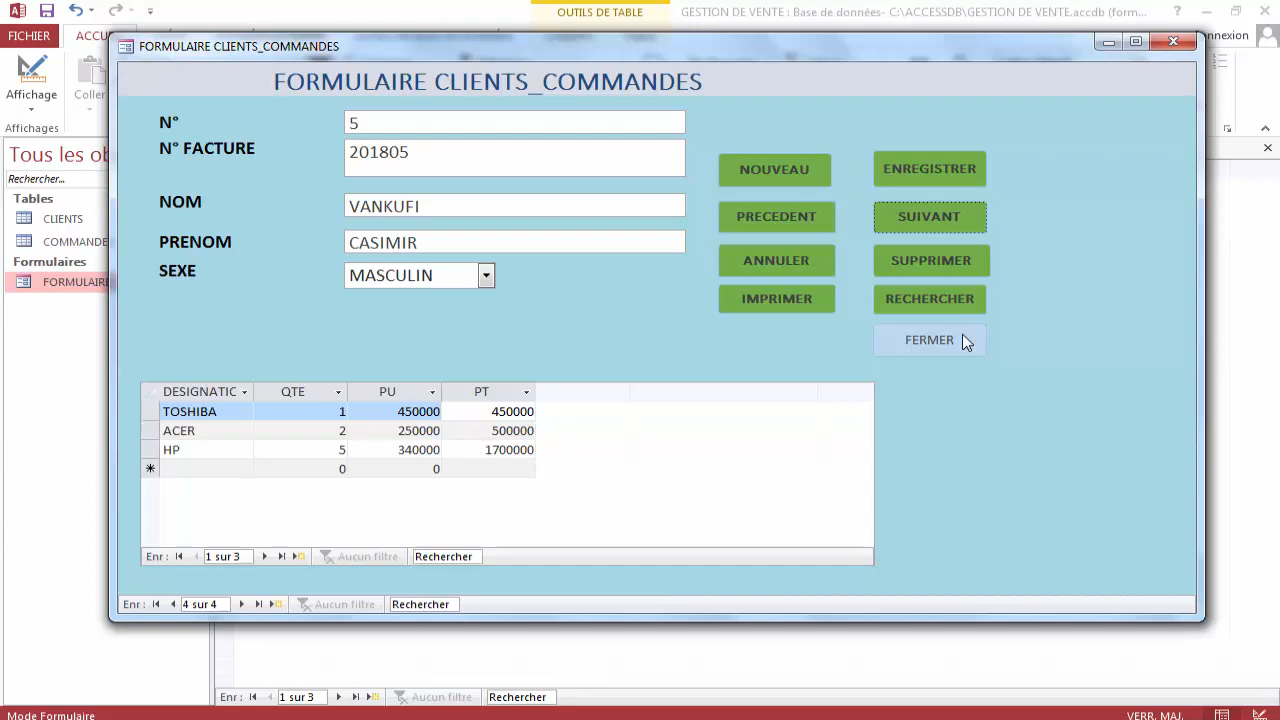 OUTILS DE TABLE
GESTION DE VENTE : Base de données- C:\ACCESSDB\GESTION DE VENTE.accdb (form...
FICHIER
ACCU
nnexion
Affichage
Coller
Affichages
FORMULAIRE CLIENTS_COMMANDES
FORMULAIRE CLIENTS_COMMANDES
Tous les ob
Rechercher...
Tables
CLIENTS
COMMANDE
Formulaires
FORMULAIRE
N° 5
N° FACTURE 201805
NOM VANKUFI
PRENOM CASIMIR
SEXE MASCULIN
NOUVEAU ENREGISTRER
PRECEDENT SUIVANT
ANNULER SUPPRIMER
IMPRIMER RECHERCHER
FERMER
DESIGNATIC QTE PU PT
TOSHIBA 1 450000 450000
ACER 2 250000 500000
HP 5 340000 1700000
0 0
Enr : 1 sur 3 Aucun filtre Rechercher
Enr : 4 sur 4 Aucun filtre Rechercher
Enr : 1 sur 3 Aucun filtre Rechercher
Mode Formulaire VERR. MAJ.